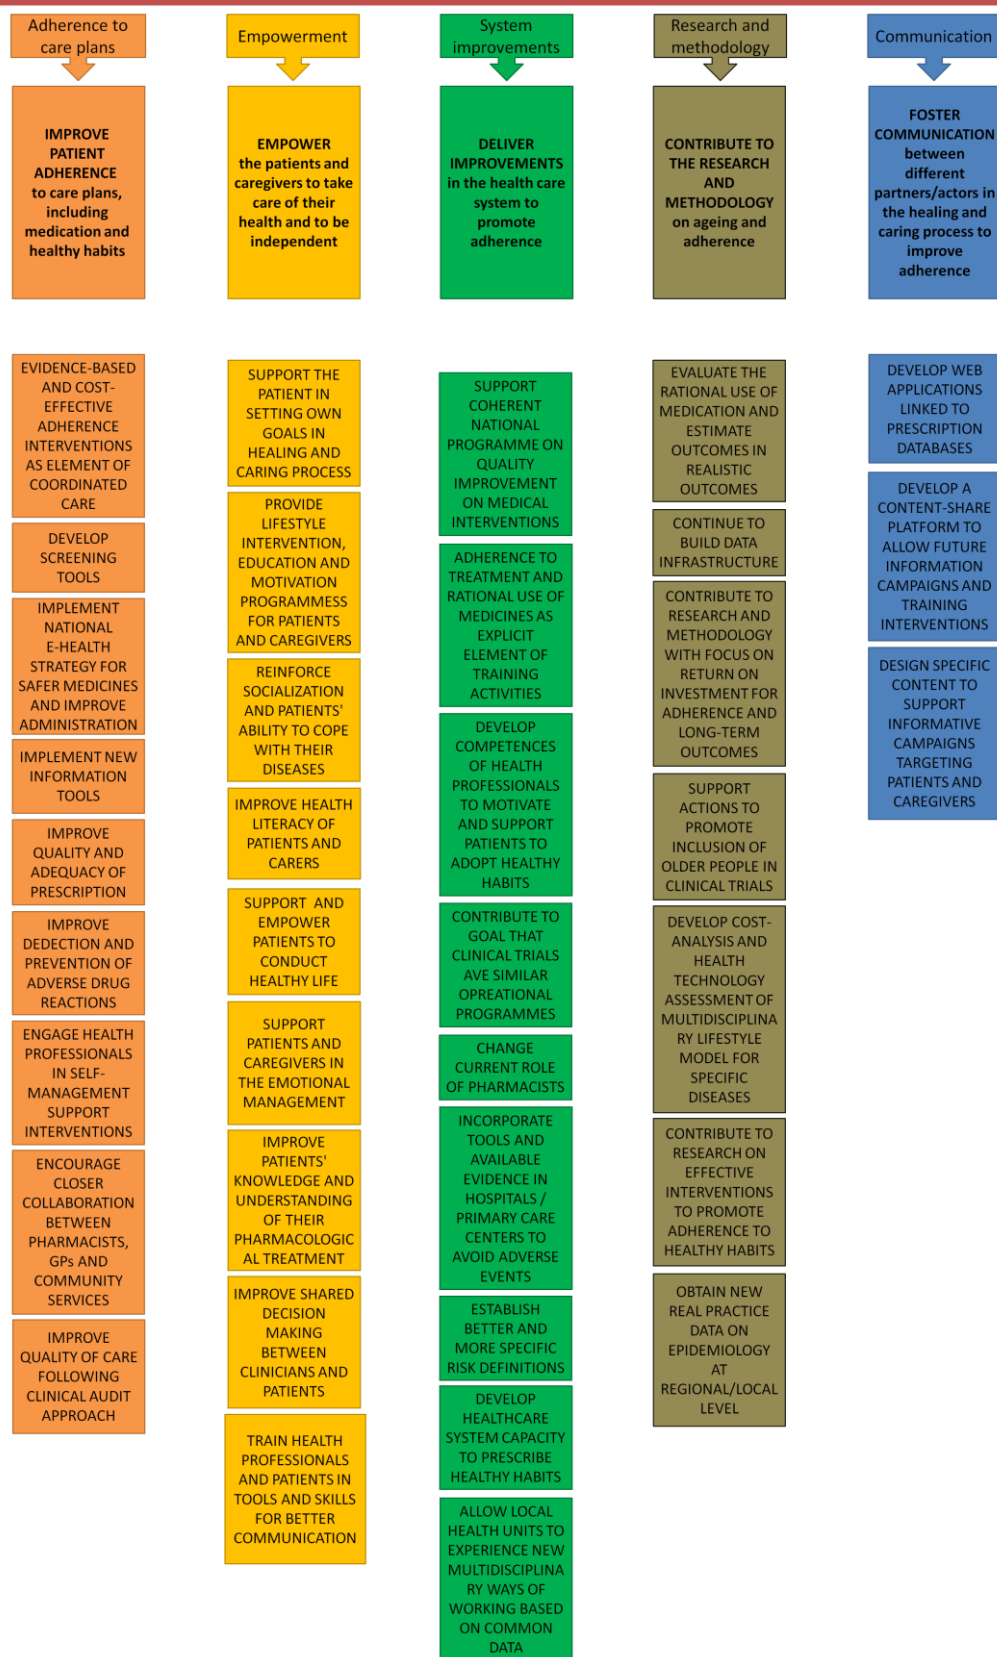 Adherence to
care plans
IMPROVE
PATIENT
ADHERENCE
to care plans,
including
medication and
healthy habits
EVIDENCE-BASED
AND COST-
EFFECTIVE
ADHERENCE
INTERVENTIONS
AS ELEMENT OF
COORDINATED
CARE
DEVELOP
SCREENING
TOOLS
IMPLEMENT
NATIONAL
E-HEALTH
STRATEGY FOR
SAFER MEDICINES
AND IMPROVE
ADMINISTRATION
IMPLEMENT NEW
INFORMATION
TOOLS
IMPROVE
QUALITY AND
ADEQUACY OF
PRESCRIPTION
IMPROVE
DEDECTION AND
PREVENTION OF
ADVERSE DRUG
REACTIONS
ENGAGE HEALTH
PROFESSIONALS
IN SELF-
MANAGEMENT
SUPPORT
INTERVENTIONS
ENCOURAGE
CLOSER
COLLABORATION
BETWEEN
PHARMACISTS,
GPs AND
COMMUNITY
SERVICES
IMPROVE
QUALITY OF CARE
FOLLOWING
CLINICAL AUDIT
APPROACH
Empowerment
EMPOWER
the patients and
caregivers to take
care of their
health and to be
independent
SUPPORT THE
PATIENT IN
SETTING OWN
GOALS IN
HEALING AND
CARING PROCESS
PROVIDE
LIFESTYLE
INTERVENTION,
EDUCATION AND
MOTIVATION
PROGRAMMESS
FOR PATIENTS
AND CAREGIVERS
REINFORCE
SOCIALIZATION
AND PATIENTS'
ABILITY TO COPE
WITH THEIR
DISEASES
IMPROVE HEALTH
LITERACY OF
PATIENTS AND
CARERS
SUPPORT AND
EMPOWER
PATIENTS TO
CONDUCT
HEALTHY LIFE
SUPPORT
PATIENTS AND
CAREGIVERS IN
THE EMOTIONAL
MANAGEMENT
IMPROVE
PATIENTS'
KNOWLEDGE AND
UNDERSTANDING
OF THEIR
PHARMACOLOGIC
AL TREATMENT
IMPROVE SHARED
DECISION
MAKING
BETWEEN
CLINICIANS AND
PATIENTS
TRAIN HEALTH
PROFESSIONALS
AND PATIENTS IN
TOOLS AND SKILLS
FOR BETTER
COMMUNICATION
System
improvements
DELIVER
IMPROVEMENTS
in the health care
system to
promote
adherence
SUPPORT
COHERENT
NATIONAL
PROGRAMME ON
QUALITY
IMPROVEMENT
ON MEDICAL
INTERVENTIONS
ADHERENCE TO
TREATMENT AND
RATIONAL USE OF
MEDICINES AS
EXPLICIT
ELEMENT OF
TRAINING
ACTIVITIES
DEVELOP
COMPETENCES
OF HEALTH
PROFESSIONALS
TO MOTIVATE
AND SUPPORT
PATIENTS TO
ADOPT HEALTHY
HABITS
CONTRIBUTE TO
GOAL THAT
CLINICAL TRIALS
AVE SIMILAR
OPREATIONAL
PROGRAMMES
CHANGE
CURRENT ROLE
OF PHARMACISTS
INCORPORATE
TOOLS AND
AVAILABLE
EVIDENCE IN
HOSPITALS /
PRIMARY CARE
CENTERS TO
AVOID ADVERSE
EVENTS
ESTABLISH
BETTER AND
MORE SPECIFIC
RISK DEFINITIONS
DEVELOP
HEALTHCARE
SYSTEM CAPACITY
TO PRESCRIBE
HEALTHY HABITS
ALLOW LOCAL
HEALTH UNITS TO
EXPERIENCE NEW
MULTIDISCIPLINA
RY WAYS OF
WORKING BASED
ON COMMON
DATA
Research and
methodology
CONTRIBUTE TO
THE RESEARCH
AND
METHODOLOGY
on ageing and
adherence
EVALUATE THE
RATIONAL USE OF
MEDICATION AND
ESTIMATE
OUTCOMES IN
REALISTIC
OUTCOMES
CONTINUE TO
BUILD DATA
INFRASTRUCTURE
CONTRIBUTE TO
RESEARCH AND
METHODOLOGY
WITH FOCUS ON
RETURN ON
INVESTMENT FOR
ADHERENCE AND
LONG-TERM
OUTCOMES
SUPPORT
ACTIONS TO
PROMOTE
INCLUSION OF
OLDER PEOPLE IN
CLINICAL TRIALS
DEVELOP COST-
ANALYSIS AND
HEALTH
TECHNOLOGY
ASSESSMENT OF
MULTIDISCIPLINA
RY LIFESTYLE
MODEL FOR
SPECIFIC
DISEASES
CONTRIBUTE TO
RESEARCH ON
EFFECTIVE
INTERVENTIONS
TO PROMOTE
ADHERENCE TO
HEALTHY HABITS
OBTAIN NEW
REAL PRACTICE
DATA ON
EPIDEMIOLOGY
AT
REGIONAL/LOCAL
LEVEL
Communication
FOSTER
COMMUNICATION
between
different
partners/actors in
the healing and
caring process to
improve
adherence
DEVELOP WEB
APPLICATIONS
LINKED TO
PRESCRIPTION
DATABASES
DEVELOP A
CONTENT-SHARE
PLATFORM TO
ALLOW FUTURE
INFORMATION
CAMPAIGNS AND
TRAINING
INTERVENTIONS
DESIGN SPECIFIC
CONTENT TO
SUPPORT
INFORMATIVE
CAMPAIGNS
TARGETING
PATIENTS AND
CAREGIVERS